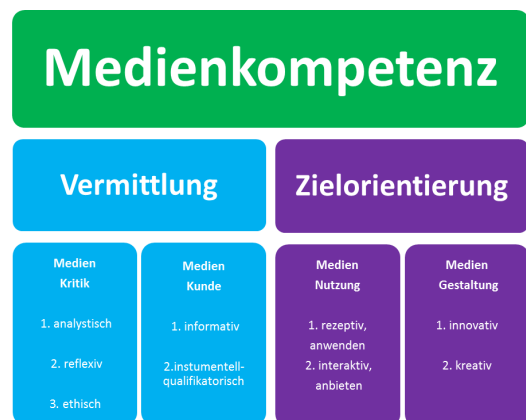 Medienkompetenz
Vermittlung
Zielorientierung
Medien
Kritik
1. analystisch
2. reflexiv
3. ethisch
Medien
Kunde
1. informativ
2.instumentell-
qualifikatorisch
Medien
Nutzung
1. rezeptiv,
anwenden
2. interaktiv,
anbieten
Medien
Gestaltung
1. innovativ
2. kreativ